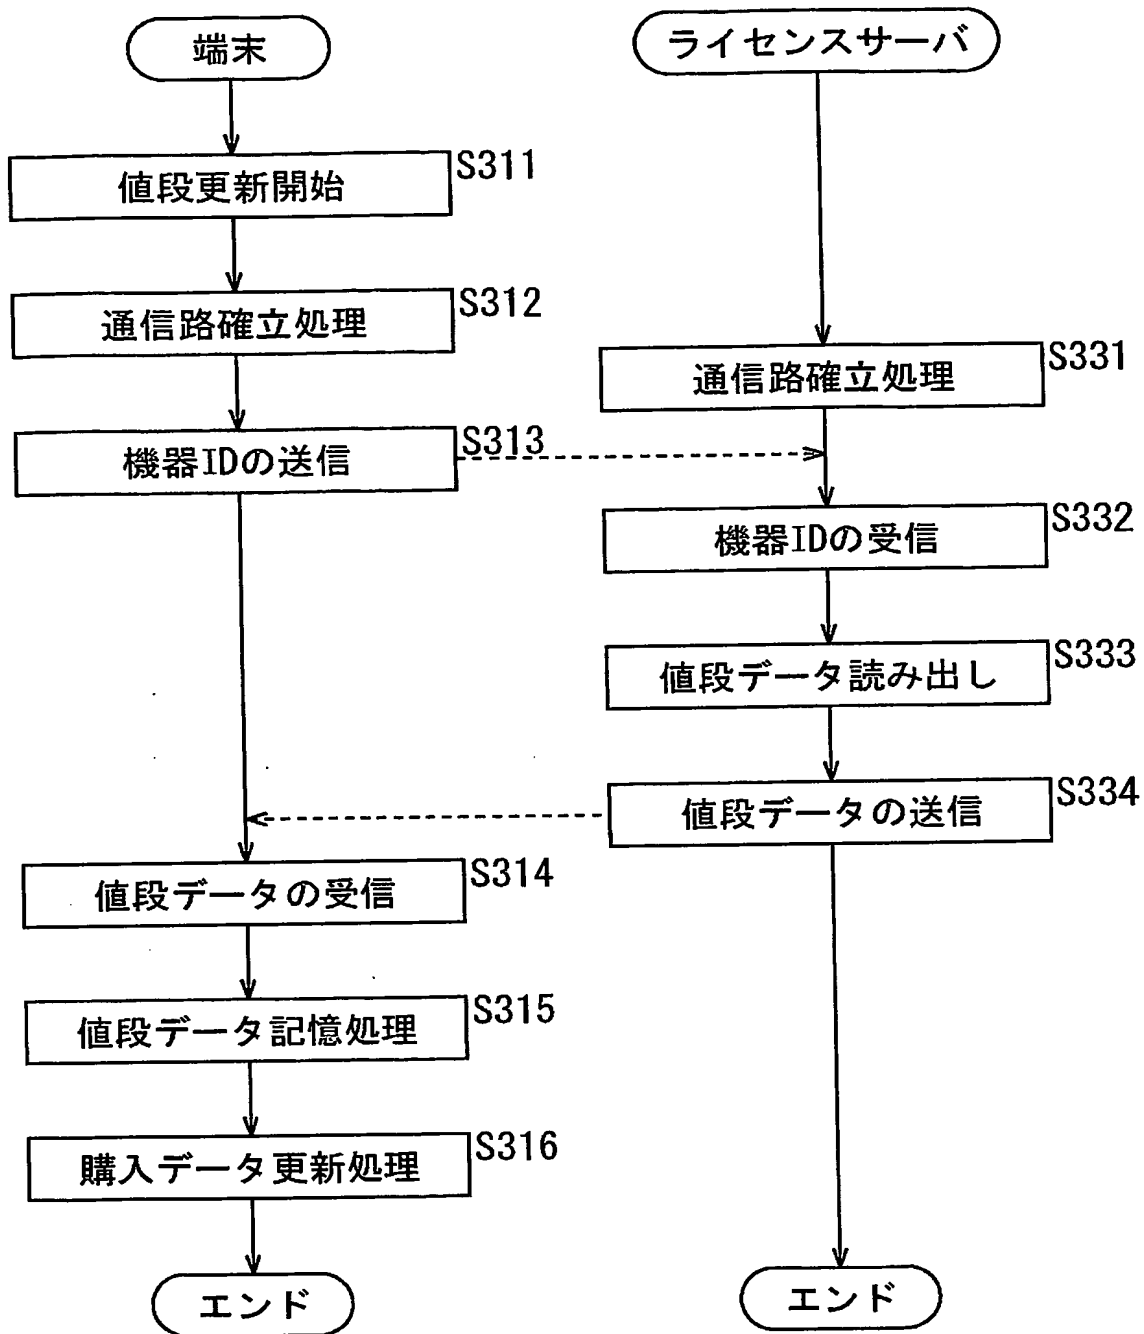 端末
ライセンスサーバ
値段更新開始
S311
通信路確立処理
S312
通信路確立処理
S331
機器IDの送信
S313
機器IDの受信
S332
値段データ読み出し
S333
値段データの送信
S334
値段データの受信
S314
値段データ記憶処理
S315
購入データ更新処理
S316
エンド
エンド